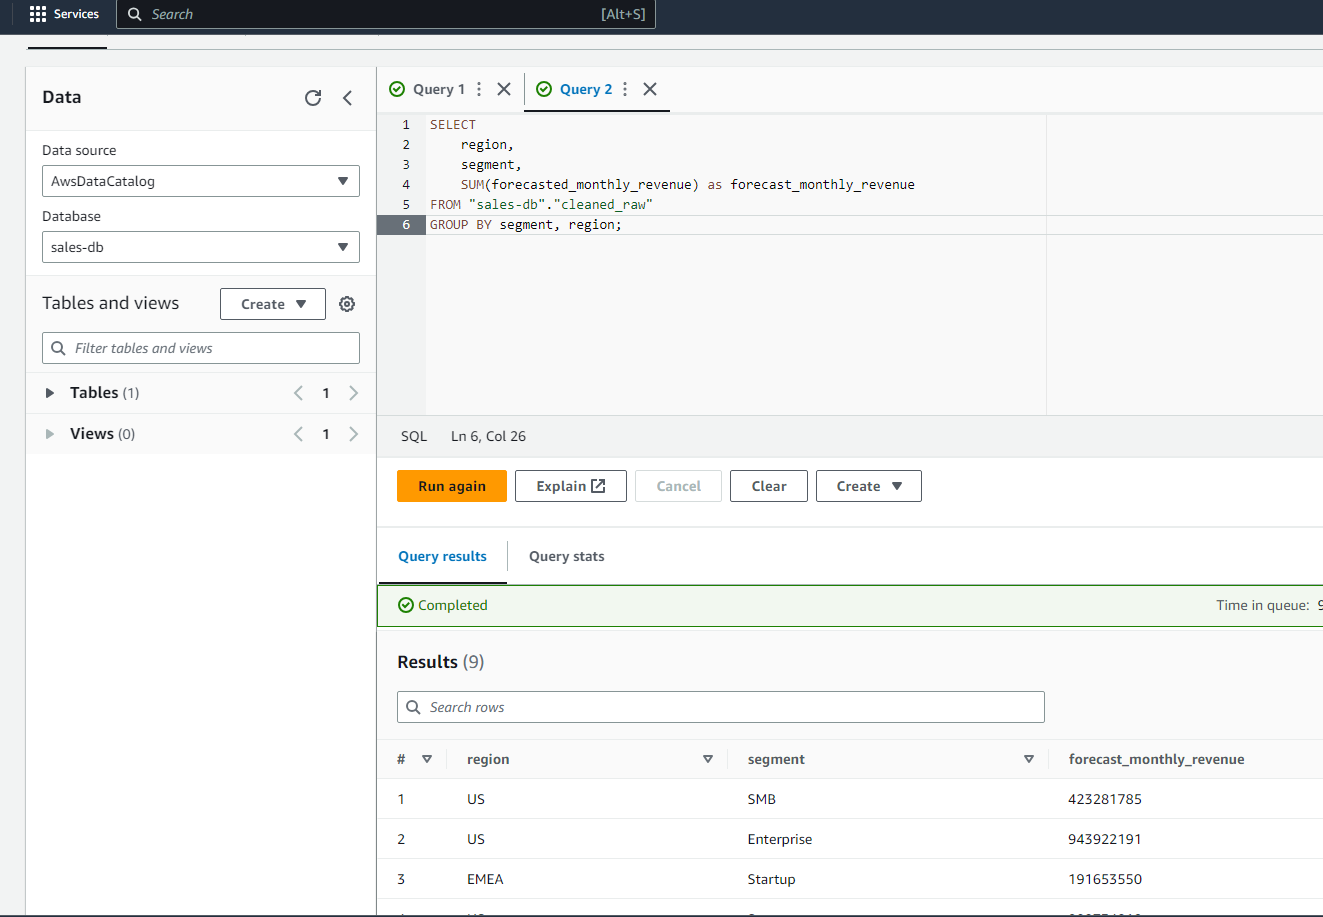 Services
Search
[Alt+S]
Data
Data source
AwsDataCatalog
Database
sales-db
Tables and views
Create
Filter tables and views
Tables (1)
1
Views (0)
1
Query 1
Query 2
1 SELECT
2 region,
3 segment,
4 SUM(forecasted_monthly_revenue) as forecast_monthly_revenue
5 FROM "sales-db"."cleaned_raw"
6 GROUP BY segment, region;
SQL Ln 6, Col 26
Run again Explain Cancel Clear Create
Query results Query stats
Completed Time in queue:
Results (9)
Search rows
# region segment forecast_monthly_revenue
1 US SMB 423281785
2 US Enterprise 943922191
3 EMEA Startup 191653550